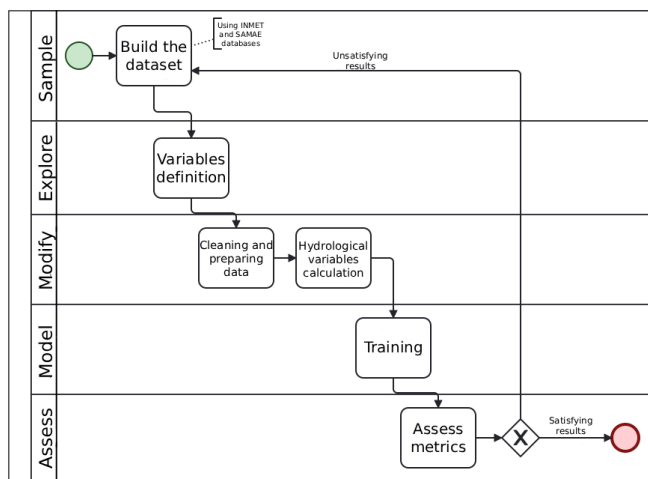 Sample
Build the
dataset
Using INMET
and SAMAE
databases
Unsatisfying
results
Explore
Variables
definition
Modify
Cleaning and
preparing
data
Hydrological
variables
calculation
Model
Training
Assess
Assess
metrics
X
Satisfying
results